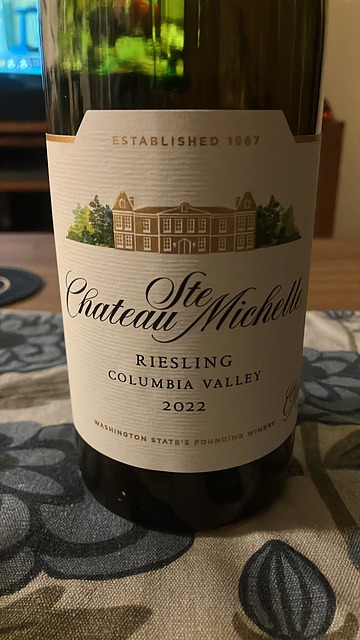 ESTABLISHED 1967
Ste
Chateau Michelle
RIESLING
COLUMBIA VALLEY
2022
WASHINGTON STATE'S FOUNDING WINERY